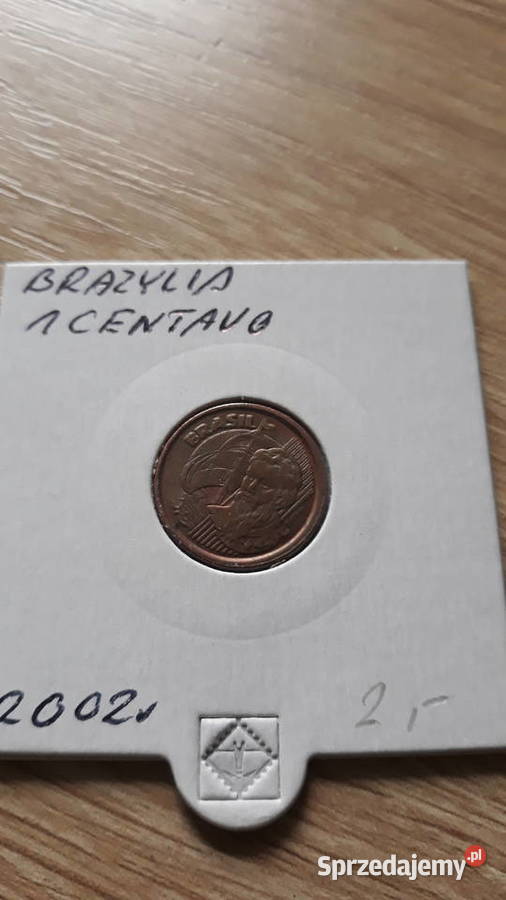 BRAZYLIA
1 CENTAVO
BRASIL
2002r
2,-
Sprzedajemy.pl